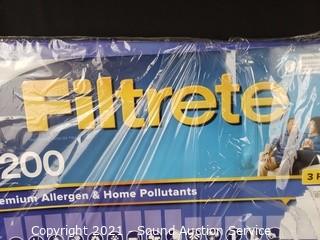 Filtrete
200
emium Allergen & Home Pollutants
3 P
Copyright 2021 - Sound Auction Service